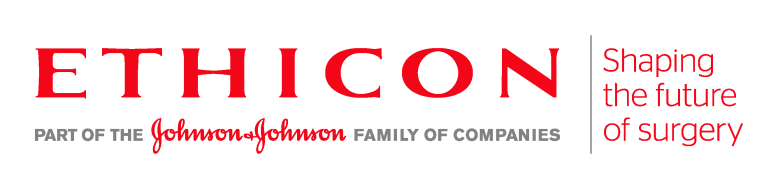 ETHICON
PART OF THE Johnson & Johnson FAMILY OF COMPANIES
Shaping
the future
of surgery